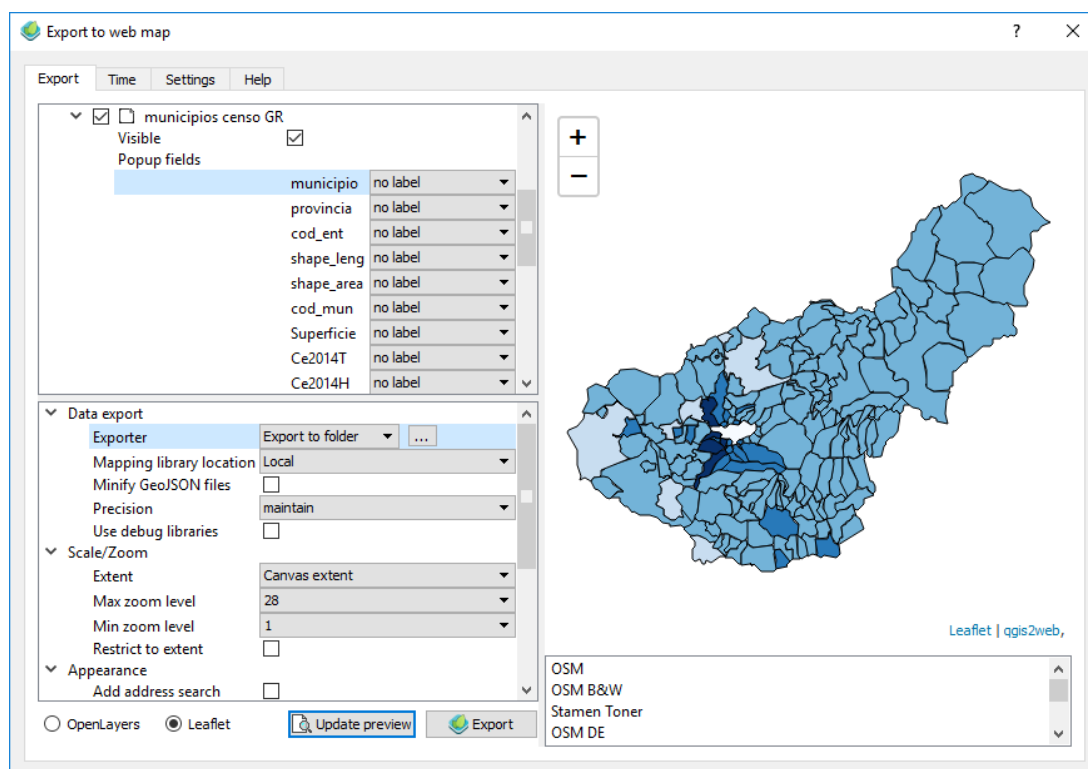 Export to web map
?
Export Time Settings Help
municipios censo GR
Visible
Popup fields
municipio no label
provincia no label
cod_ent no label
shape_leng no label
shape_area no label
cod_mun no label
Superficie no label
Ce2014T no label
Ce2014H no label
Data export
Exporter Export to folder ...
Mapping library location Local
Minify GeoJSON files
Precision maintain
Use debug libraries
Scale/Zoom
Extent Canvas extent
Max zoom level 28
Min zoom level 1
Restrict to extent
Appearance
Add address search
OpenLayers Leaflet Update preview Export
+
−
Leaflet | qgis2web,
OSM
OSM B&W
Stamen Toner
OSM DE